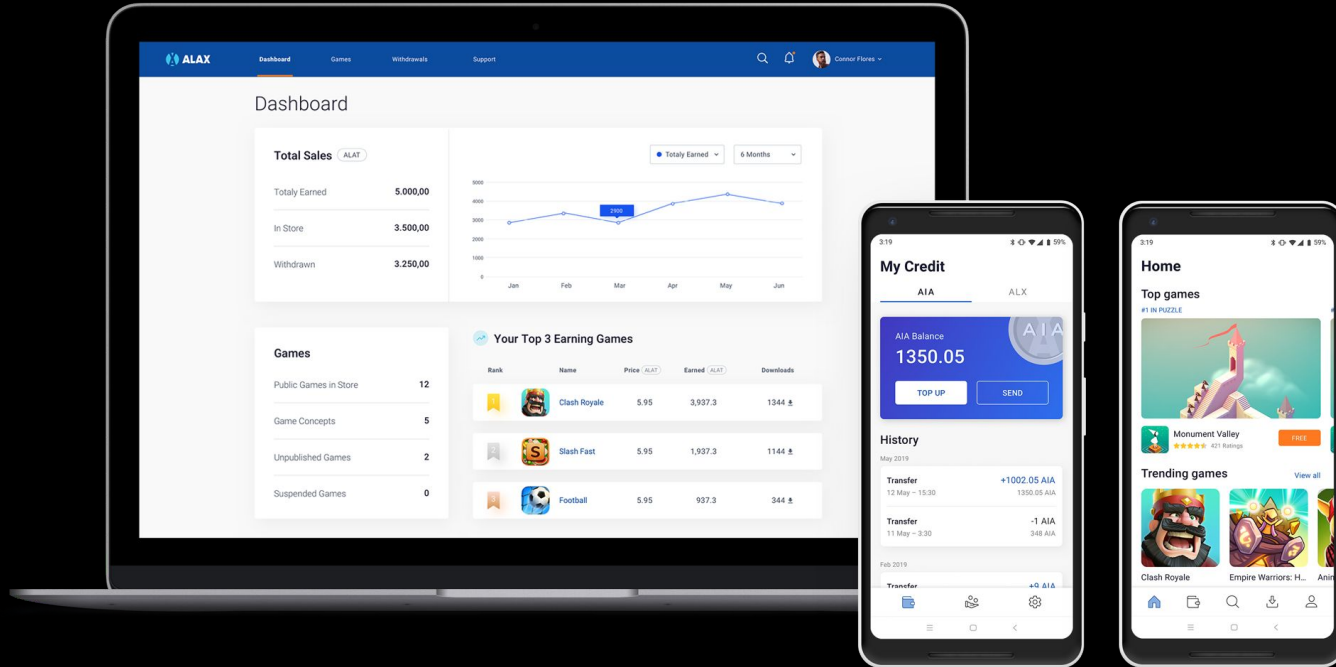 ALAX
Dashboard Games Withdrawals Support
Connor Flores
Dashboard
Total Sales ALAT
Totaly Earned 5.000,00
In Store 3.500,00
Withdrawn 3.250,00
Totaly Earned 6 Months
5000
4000
3000
2000
1000
0
2900
Jan Feb Mar Apr May Jun
Games
Public Games in Store 12
Game Concepts 5
Unpublished Games 2
Suspended Games 0
Your Top 3 Earning Games
Rank Name Price ALAT Earned ALAT Downloads
1 Clash Royale 5.95 3,937.3 1344
2 S Slash Fast 5.95 1,937.3 1144
3 Football 5.95 937.3 344
3:19 59%
My Credit
AIA ALX
AIA
AIA Balance
1350.05
TOP UP SEND
History
May 2019
Transfer +1002.05 AIA
12 May – 15:30 1350.05 AIA
Transfer -1 AIA
11 May – 3:30 348 AIA
Feb 2019
Transfer +9 AIA
3:19 59%
Home
Top games
#1 IN PUZZLE
Monument Valley
421 Ratings
FREE
Trending games View all
Clash Royale Empire Warriors: H... Anin